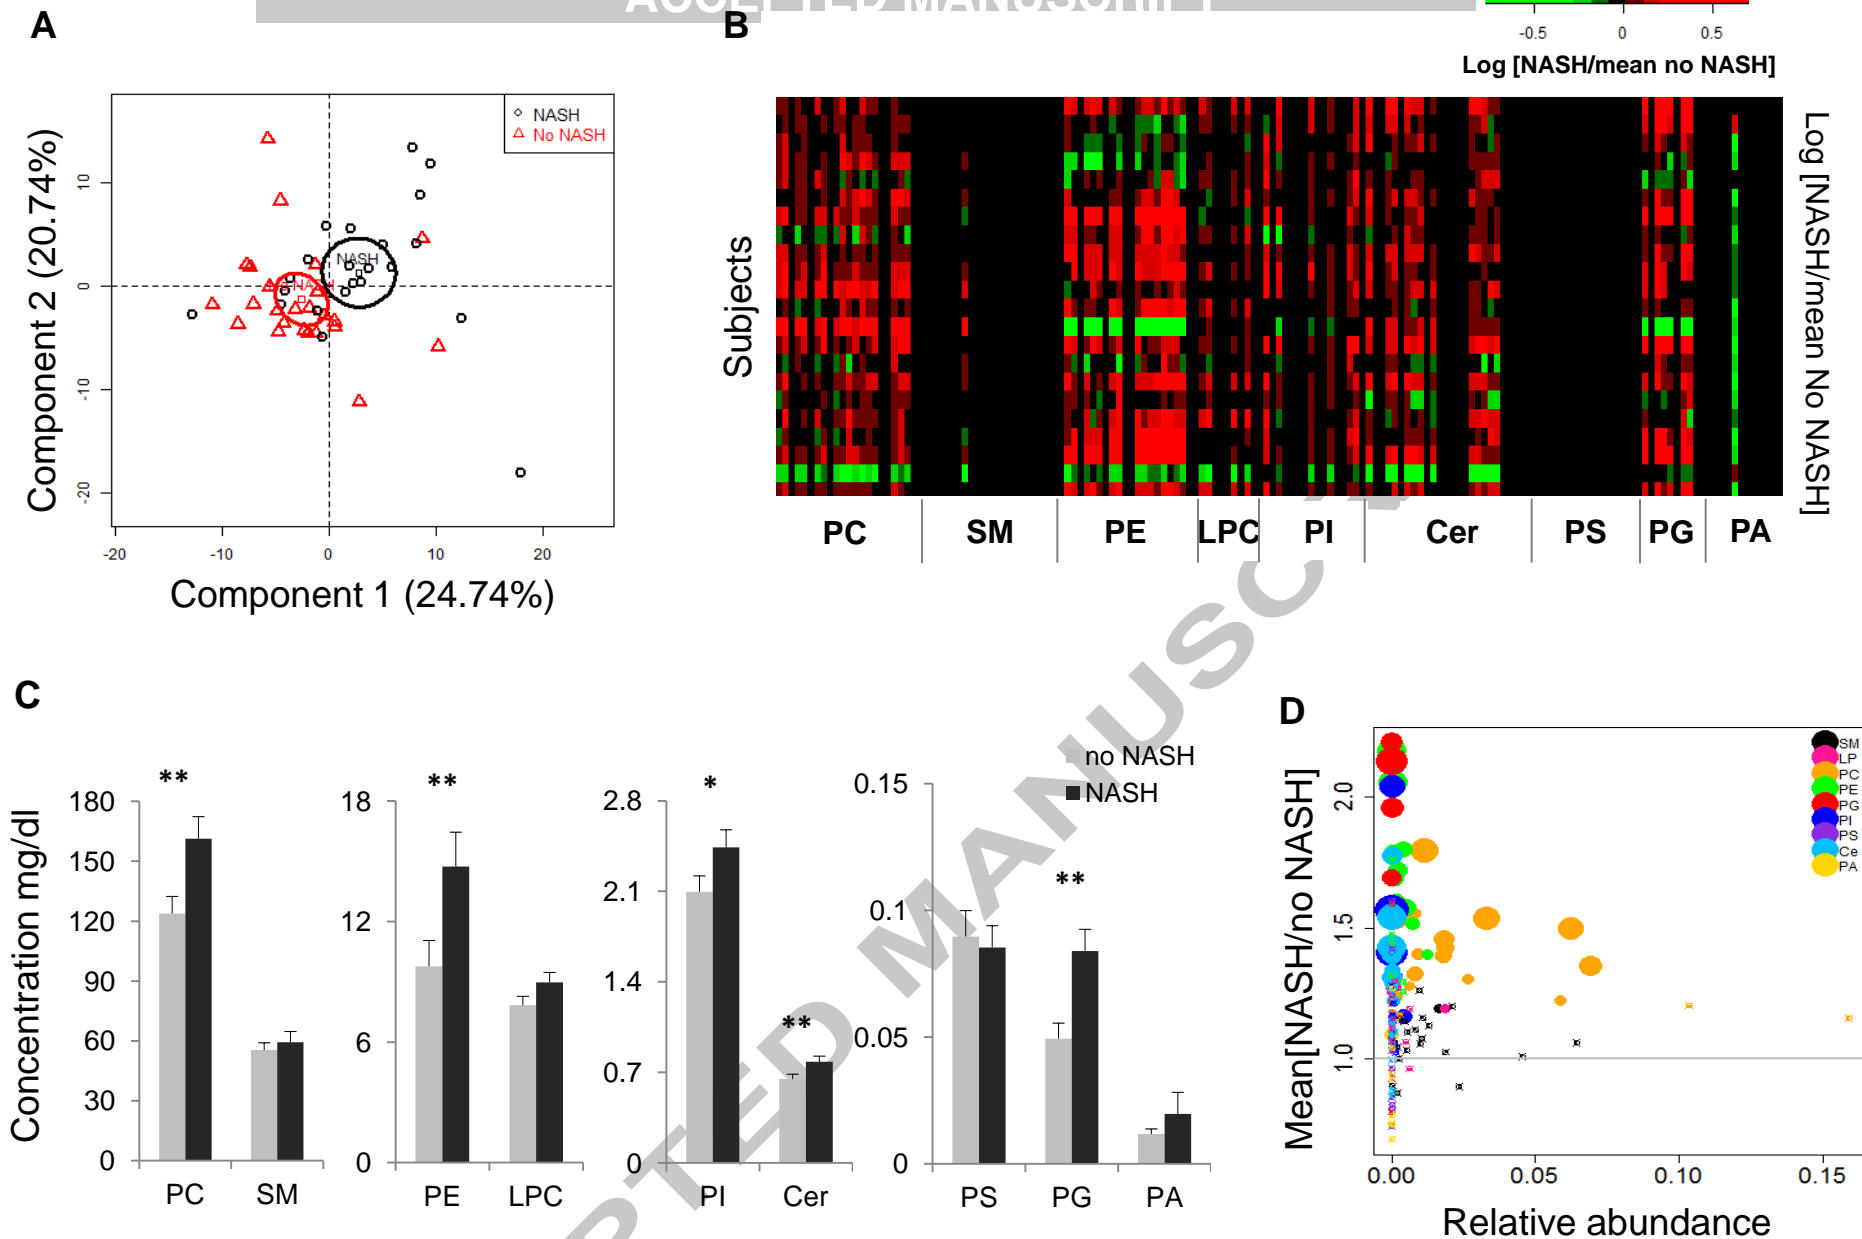 ACCEPTED MANUSCRIPT
A
B
-0.5 0 0.5
Log [NASH/mean no NASH]
NASH
No NASH
Component 2 (20.74%)
10
0
-10
-20
NASH
-20 -10 0 10 20
Component 1 (24.74%)
Subjects
Log [NASH/mean No NASH]
PC SM PE LPC PI Cer PS PG PA
C
Concentration mg/dl
180
150
120
90
60
30
0
**
PC SM
18
12
6
0
**
PE LPC
2.8
2.1
1.4
0.7
0
*
**
PI Cer
0.15
0.1
0.05
0
**
PS PG PA
no NASH
NASH
D
Mean[NASH/no NASH]
2.0
1.5
1.0
SM
LP
PC
PE
PG
PI
PS
Ce
PA
0.00 0.05 0.10 0.15
Relative abundance
PTED MANUSC